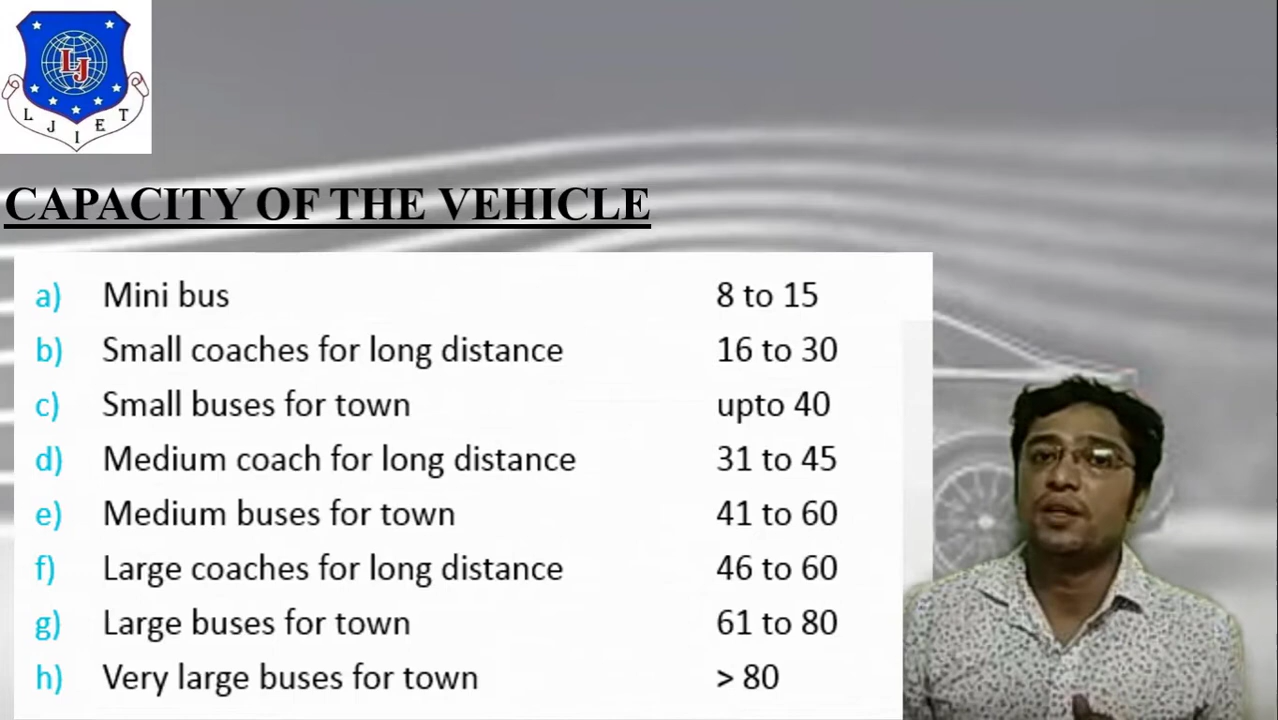 LJ
L J I E T
CAPACITY OF THE VEHICLE
a) Mini bus 8 to 15
b) Small coaches for long distance 16 to 30
c) Small buses for town upto 40
d) Medium coach for long distance 31 to 45
e) Medium buses for town 41 to 60
f) Large coaches for long distance 46 to 60
g) Large buses for town 61 to 80
h) Very large buses for town > 80